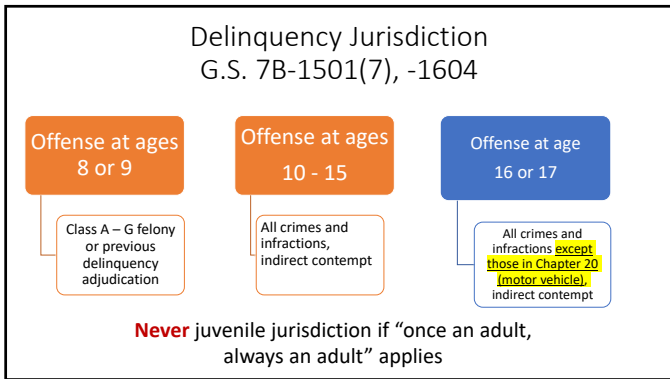 Delinquency Jurisdiction
G.S. 7B-1501(7), -1604
Offense at ages
8 or 9
Class A – G felony
or previous
delinquency
adjudication
Offense at ages
10 - 15
All crimes and
infractions,
indirect contempt
Offense at age
16 or 17
All crimes and
infractions except
those in Chapter 20
(motor vehicle),
indirect contempt
Never juvenile jurisdiction if “once an adult,
always an adult” applies